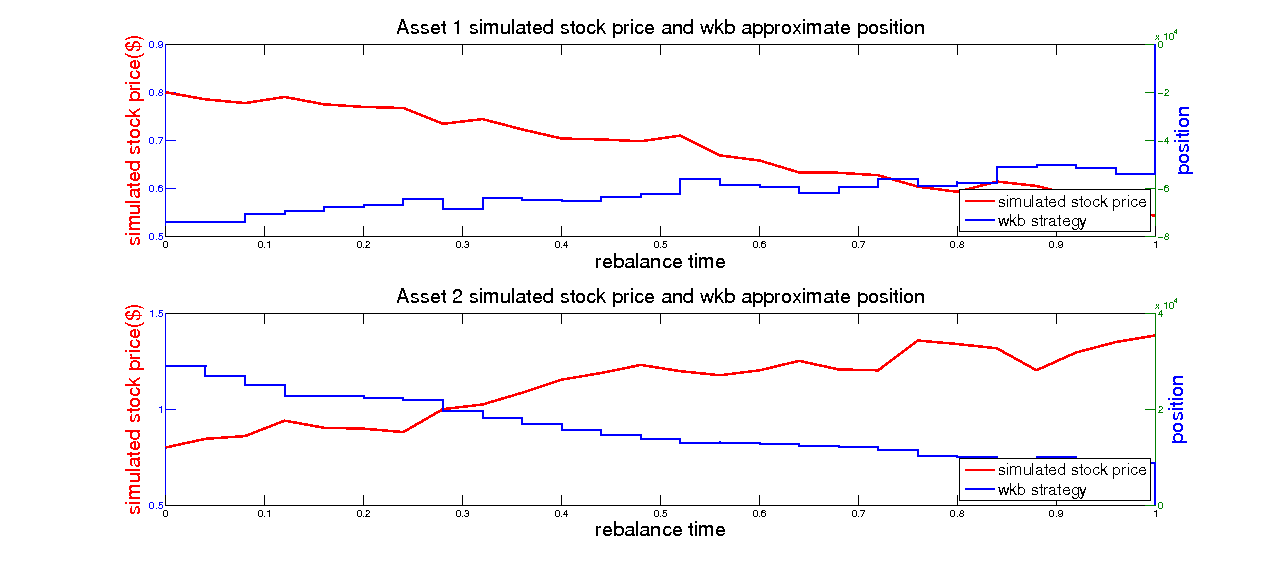 Asset 1 simulated stock price and wkb approximate position
x 10^4
0.9 0
0.8 -2
0.7 -4
0.6 -6
0.5 -8
simulated stock price($)
position
simulated stock price
wkb strategy
0 0.1 0.2 0.3 0.4 0.5 0.6 0.7 0.8 0.9 1
rebalance time
Asset 2 simulated stock price and wkb approximate position
x 10^4
1.5 4
1 2
0.5 0
simulated stock price($)
position
simulated stock price
wkb strategy
0 0.1 0.2 0.3 0.4 0.5 0.6 0.7 0.8 0.9 1
rebalance time